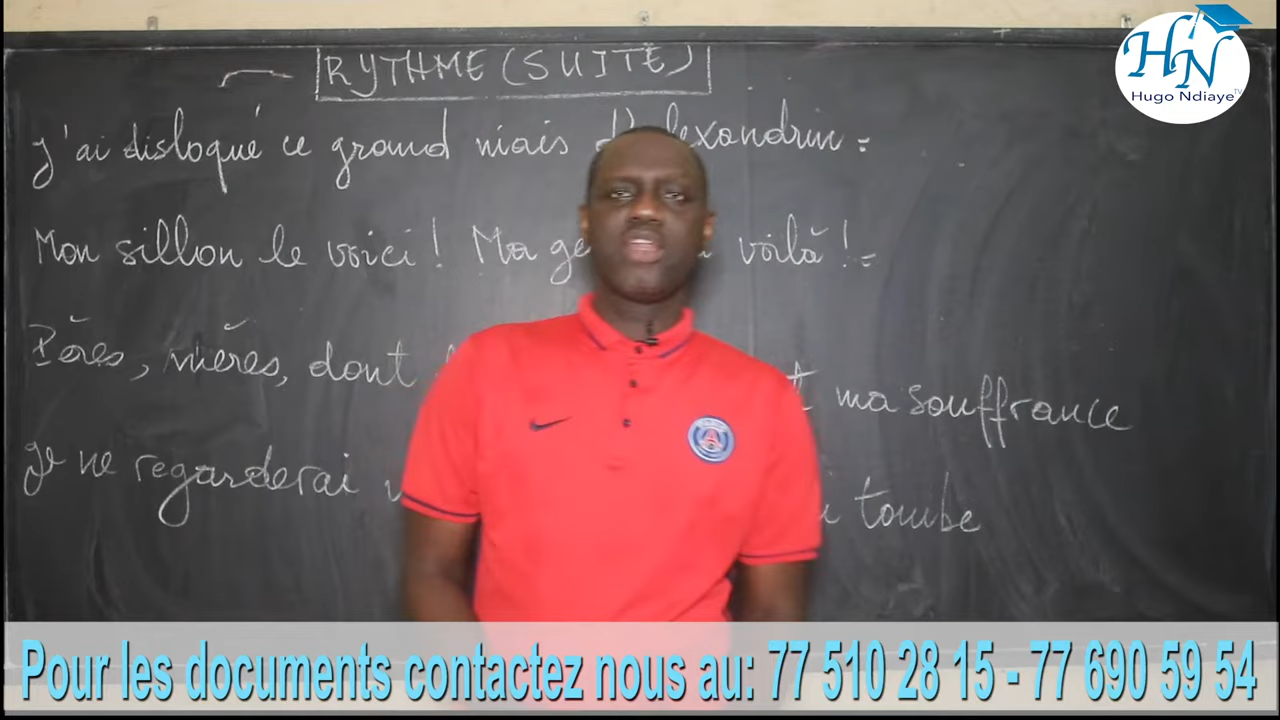 RYTHME (SUITE)
HN
Hugo Ndiaye TV
J'ai disloqué ce grand niais d'alexandrin =
Mon sillon le voici ! Ma voilà ! =
Pères, mères, dont ma souffrance
Je ne regarderai tombe
Pour les documents contactez nous au: 77 510 28 15 - 77 690 59 54